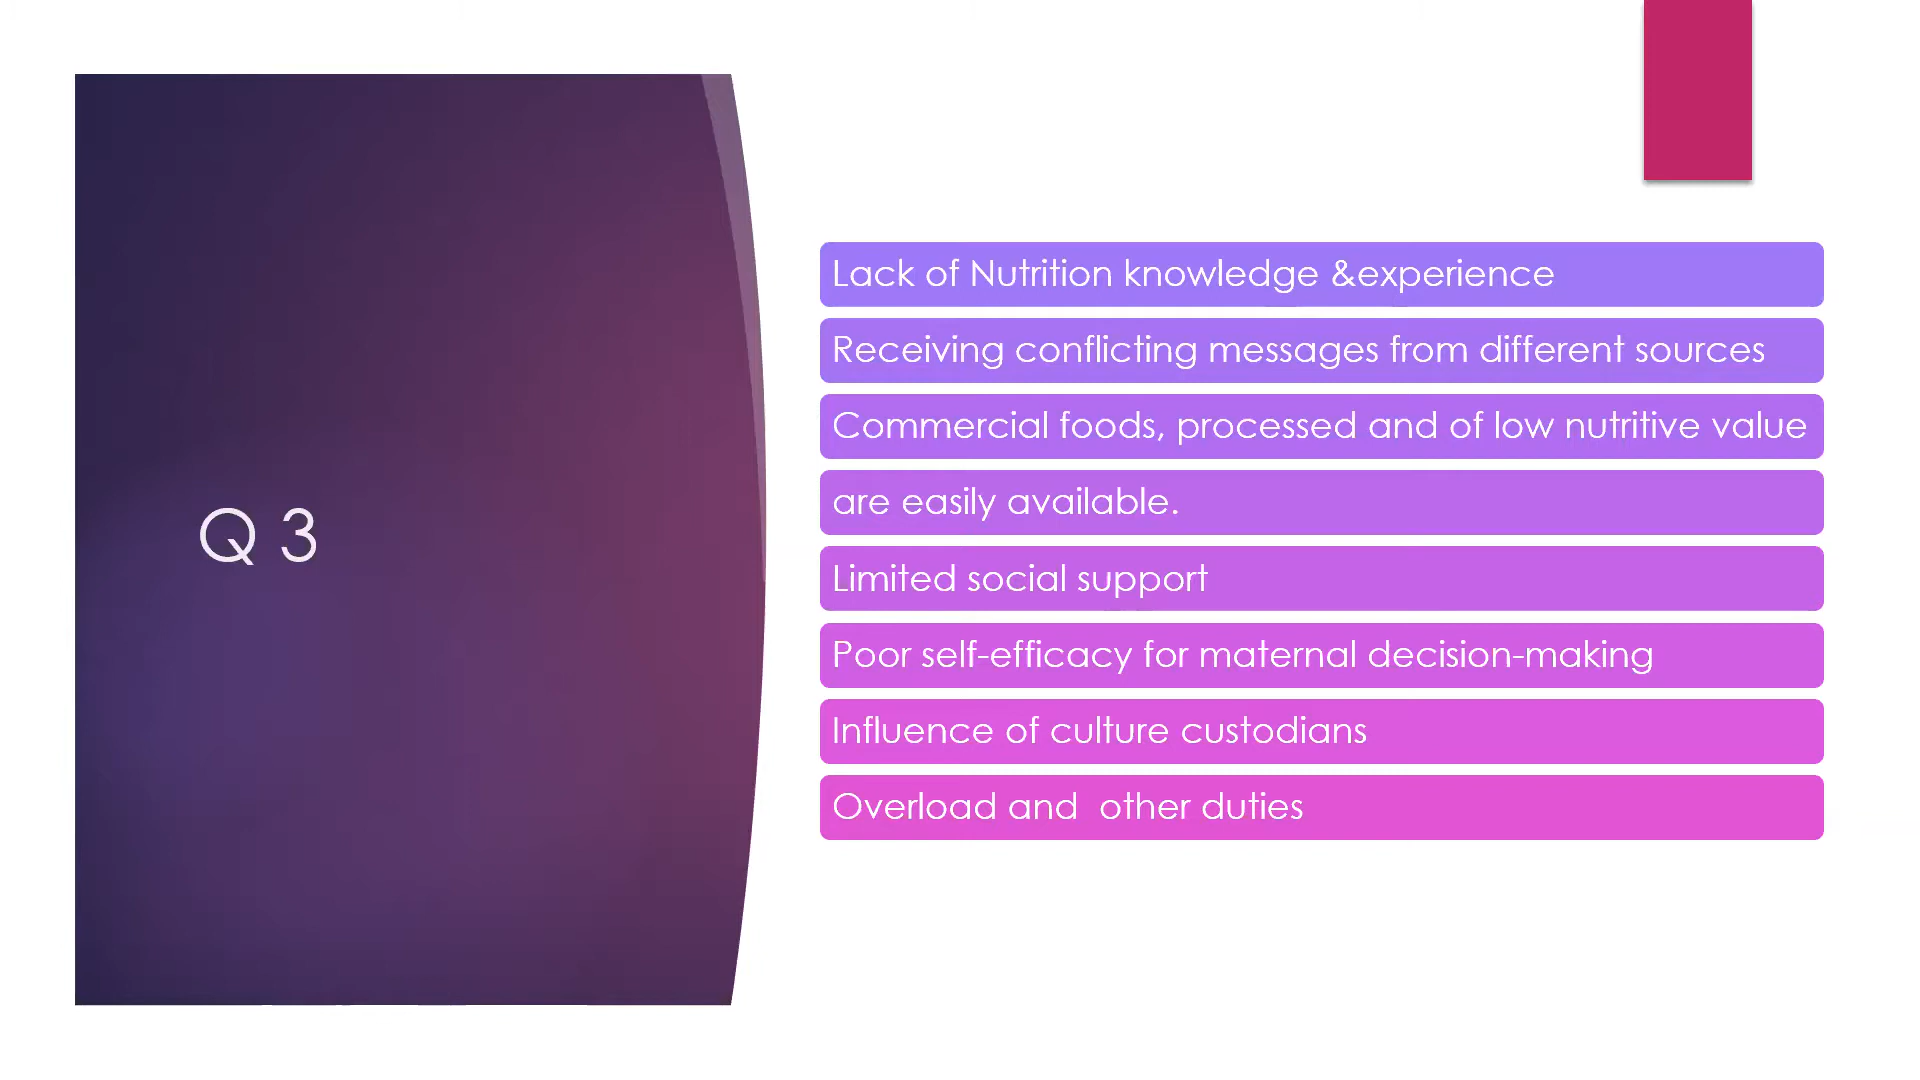 Q 3
Lack of Nutrition knowledge &experience
Receiving conflicting messages from different sources
Commercial foods, processed and of low nutritive value
are easily available.
Limited social support
Poor self-efficacy for maternal decision-making
Influence of culture custodians
Overload and  other duties